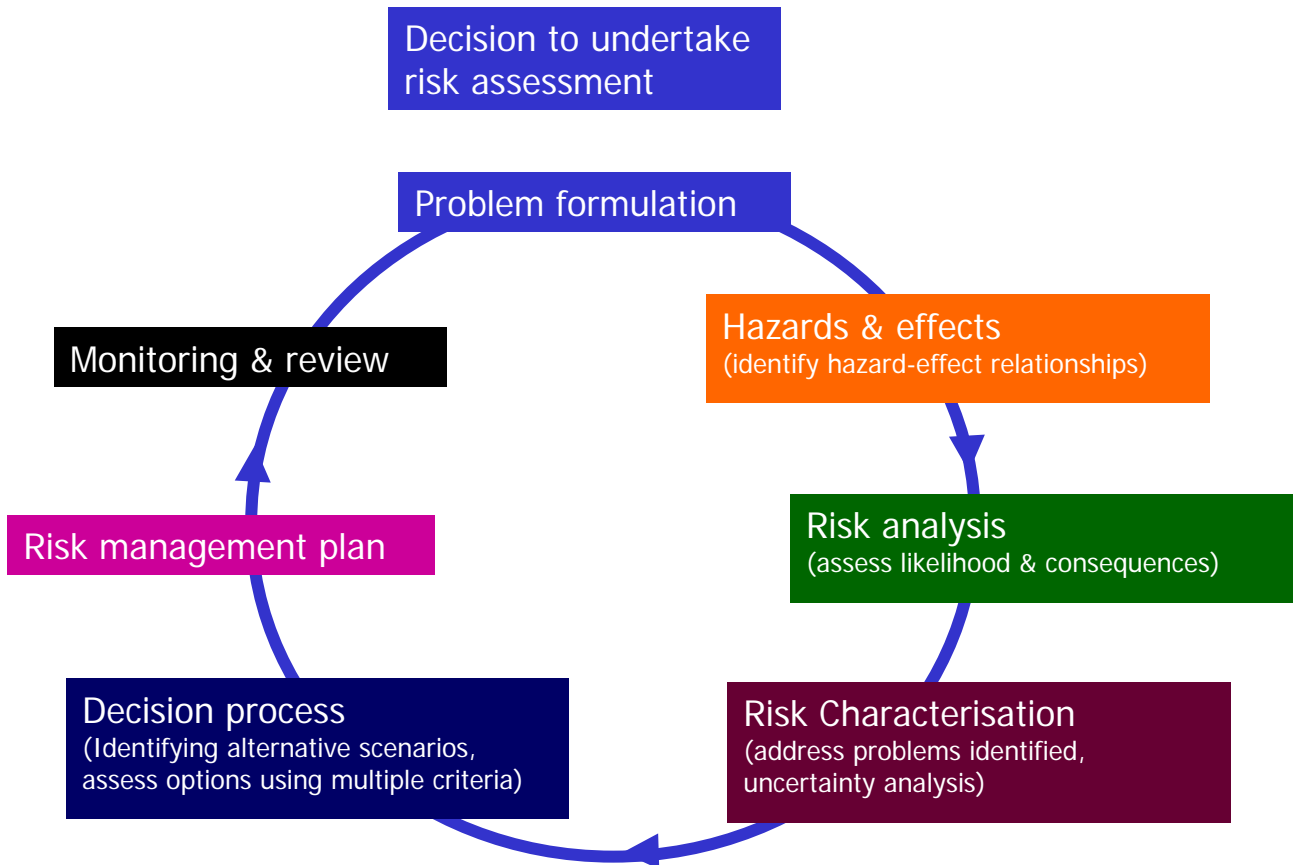 Decision to undertake
risk assessment
Problem formulation
Hazards & effects
(identify hazard-effect relationships)
Monitoring & review
Risk analysis
(assess likelihood & consequences)
Risk management plan
Risk Characterisation
(address problems identified,
uncertainty analysis)
Decision process
(Identifying alternative scenarios,
assess options using multiple criteria)